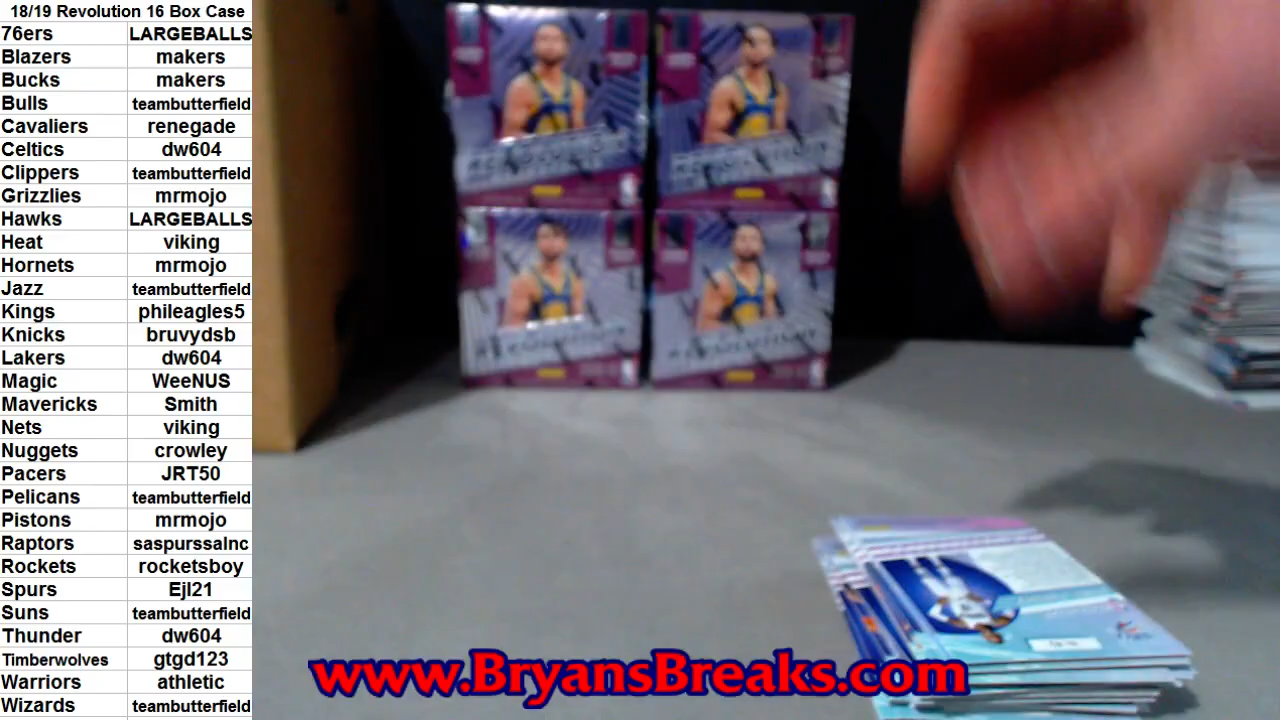 18/19 Revolution 16 Box Case
76ers LARGEBALLS
Blazers makers
Bucks makers
Bulls teambutterfield
Cavaliers renegade
Celtics dw604
Clippers teambutterfield
Grizzlies mrmojo
Hawks LARGEBALLS
Heat viking
Hornets mrmojo
Jazz teambutterfield
Kings phileagles5
Knicks bruvydsb
Lakers dw604
Magic WeeNUS
Mavericks Smith
Nets viking
Nuggets crowley
Pacers JRT50
Pelicans teambutterfield
Pistons mrmojo
Raptors saspurssalnc
Rockets rocketsboy
Spurs Ejl21
Suns teambutterfield
Thunder dw604
Timberwolves gtgd123
Warriors athletic
Wizards teambutterfield
www.BryansBreaks.com